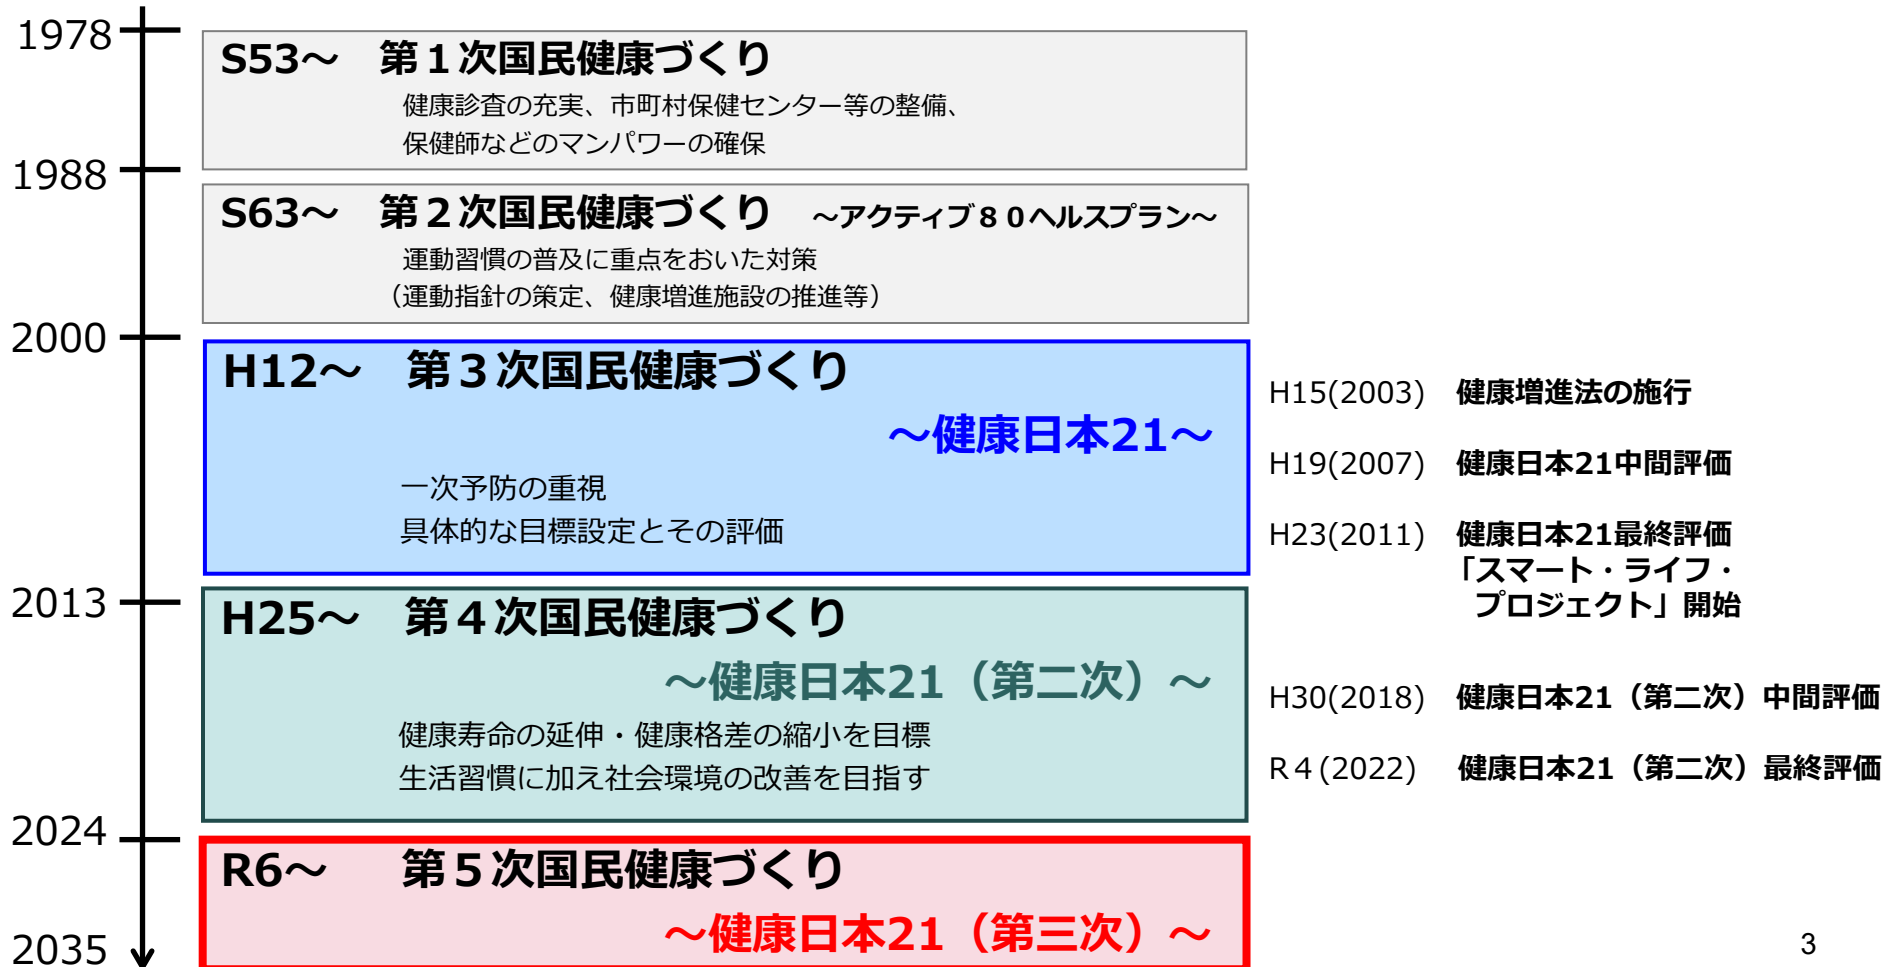 1978
S53～ 第１次国民健康づくり
健康診査の充実、市町村保健センター等の整備、
保健師などのマンパワーの確保
1988
S63～ 第２次国民健康づくり ～アクティブ８０ヘルスプラン～
運動習慣の普及に重点をおいた対策
（運動指針の策定、健康増進施設の推進等）
2000
H12～ 第３次国民健康づくり
～健康日本21～
一次予防の重視
具体的な目標設定とその評価
H15(2003) 健康増進法の施行
H19(2007) 健康日本21中間評価
H23(2011) 健康日本21最終評価
「スマート・ライフ・
プロジェクト」開始
2013
H25～ 第４次国民健康づくり
～健康日本21（第二次）～
健康寿命の延伸・健康格差の縮小を目標
生活習慣に加え社会環境の改善を目指す
H30(2018) 健康日本21（第二次）中間評価
R４(2022) 健康日本21（第二次）最終評価
2024
R6～ 第５次国民健康づくり
～健康日本21（第三次）～
2035
3